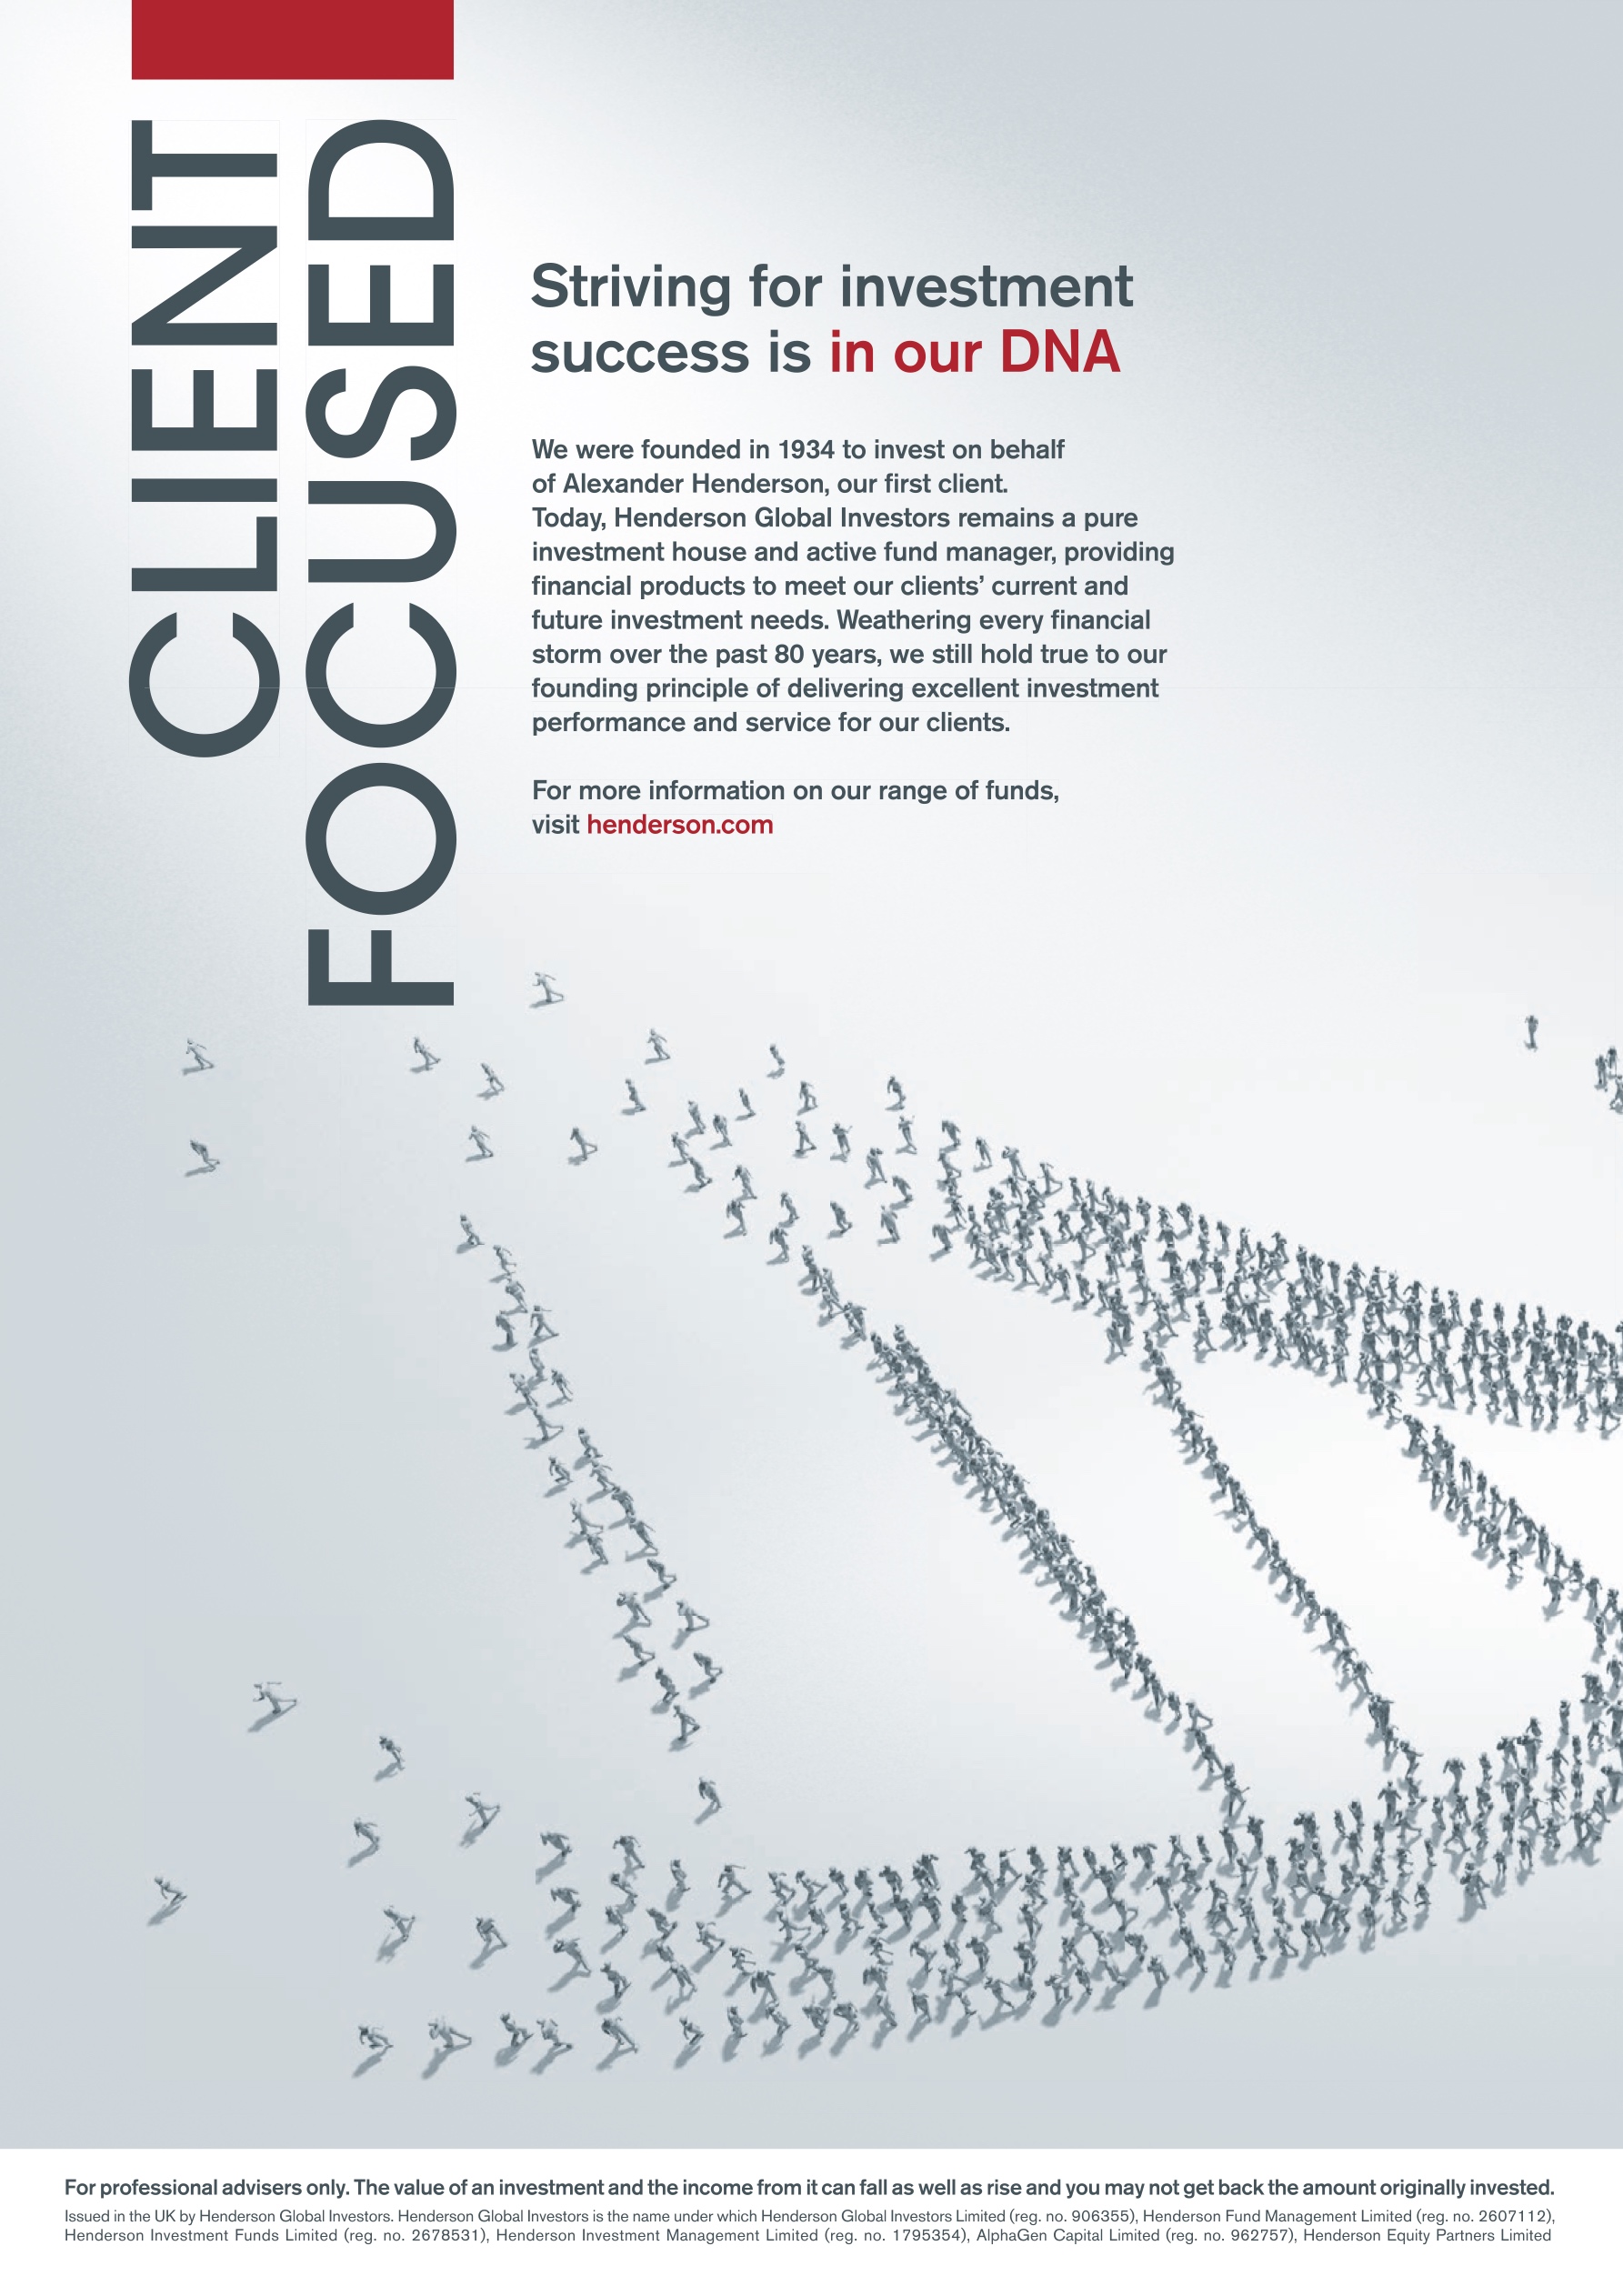 CLIENT
FOCUSED
Striving for investment
success is in our DNA
We were founded in 1934 to invest on behalf
of Alexander Henderson, our first client.
Today, Henderson Global Investors remains a pure
investment house and active fund manager, providing
financial products to meet our clients’ current and
future investment needs. Weathering every financial
storm over the past 80 years, we still hold true to our
founding principle of delivering excellent investment
performance and service for our clients.
For more information on our range of funds,
visit henderson.com
For professional advisers only. The value of an investment and the income from it can fall as well as rise and you may not get back the amount originally invested.
Issued in the UK by Henderson Global Investors. Henderson Global Investors is the name under which Henderson Global Investors Limited (reg. no. 906355), Henderson Fund Management Limited (reg. no. 2607112),
Henderson Investment Funds Limited (reg. no. 2678531), Henderson Investment Management Limited (reg. no. 1795354), AlphaGen Capital Limited (reg. no. 962757), Henderson Equity Partners Limited